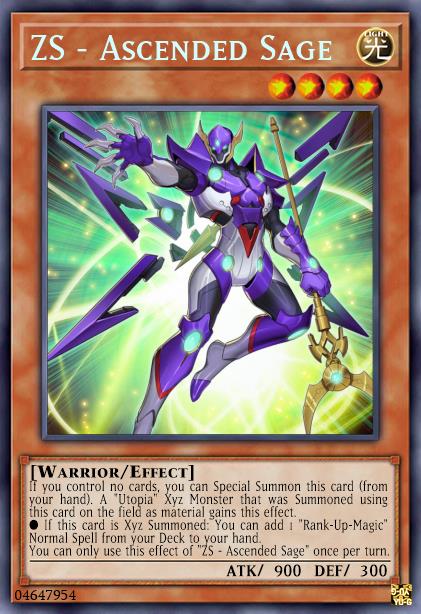 ZS - Ascended Sage
LIGHT
光
[Warrior/Effect]
If you control no cards, you can Special Summon this card (from
your hand). A "Utopia" Xyz Monster that was Summoned using
this card on the field as material gains this effect.
● If this card is Xyz Summoned: You can add 1 "Rank-Up-Magic"
Normal Spell from your Deck to your hand.
You can only use this effect of "ZS - Ascended Sage" once per turn.
ATK/ 900 DEF/ 300
04647954